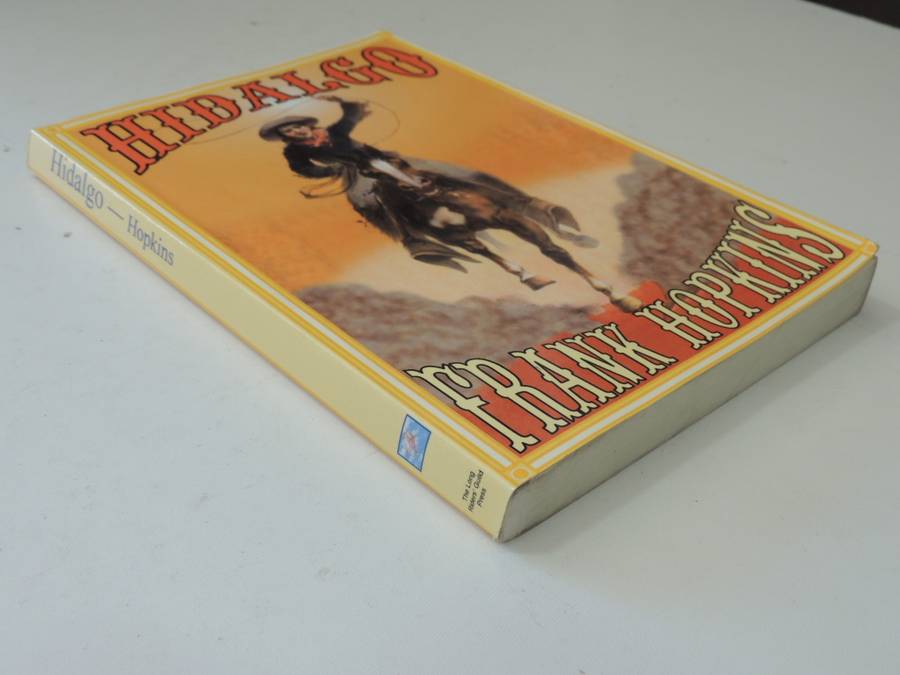 HIDALGO
FRANK HOPKINS
Hidalgo — Hopkins
The Long
Riders' Guild
Press